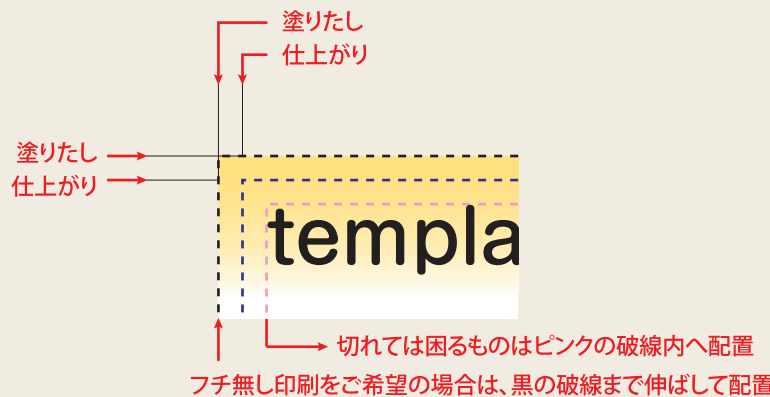 塗りたし
仕上がり
塗りたし
仕上がり
templa
切れては困るものはピンクの破線内へ配置
フチ無し印刷をご希望の場合は、黒の破線まで伸ばして配置